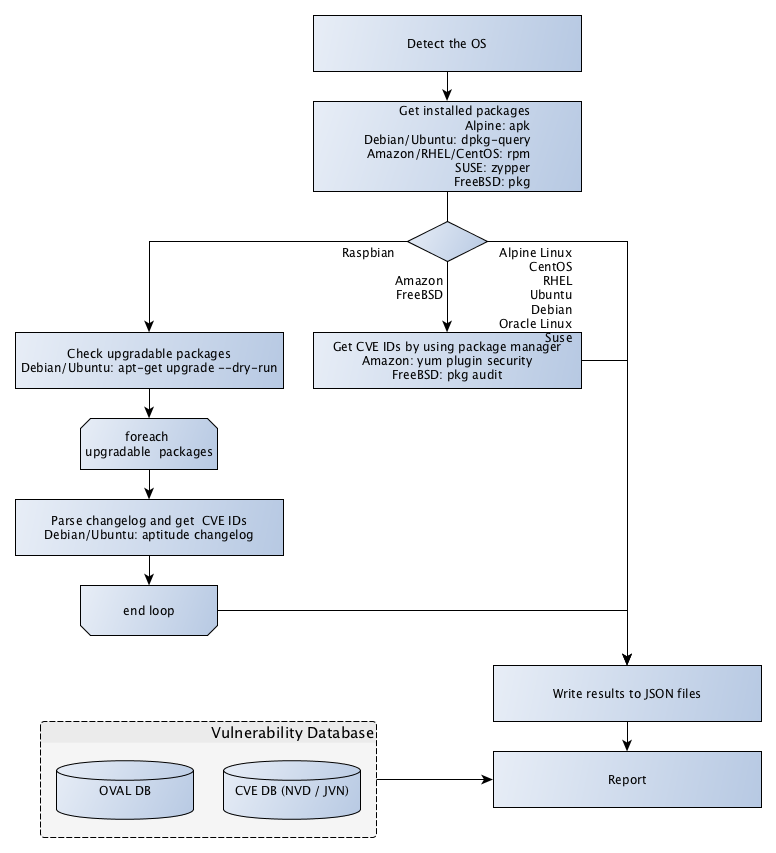 Detect the OS
Get installed packages
Alpine: apk
Debian/Ubuntu: dpkg-query
Amazon/RHEL/CentOS: rpm
SUSE: zypper
FreeBSD: pkg
Raspbian
Amazon
FreeBSD
Alpine Linux
CentOS
RHEL
Ubuntu
Debian
Oracle Linux
Suse
Check upgradable packages
Debian/Ubuntu: apt-get upgrade --dry-run
Get CVE IDs by using package manager
Amazon: yum plugin security
FreeBSD: pkg audit
foreach
upgradable  packages
Parse changelog and get  CVE IDs
Debian/Ubuntu: aptitude changelog
end loop
Write results to JSON files
Vulnerability Database
OVAL DB
CVE DB (NVD / JVN)
Report